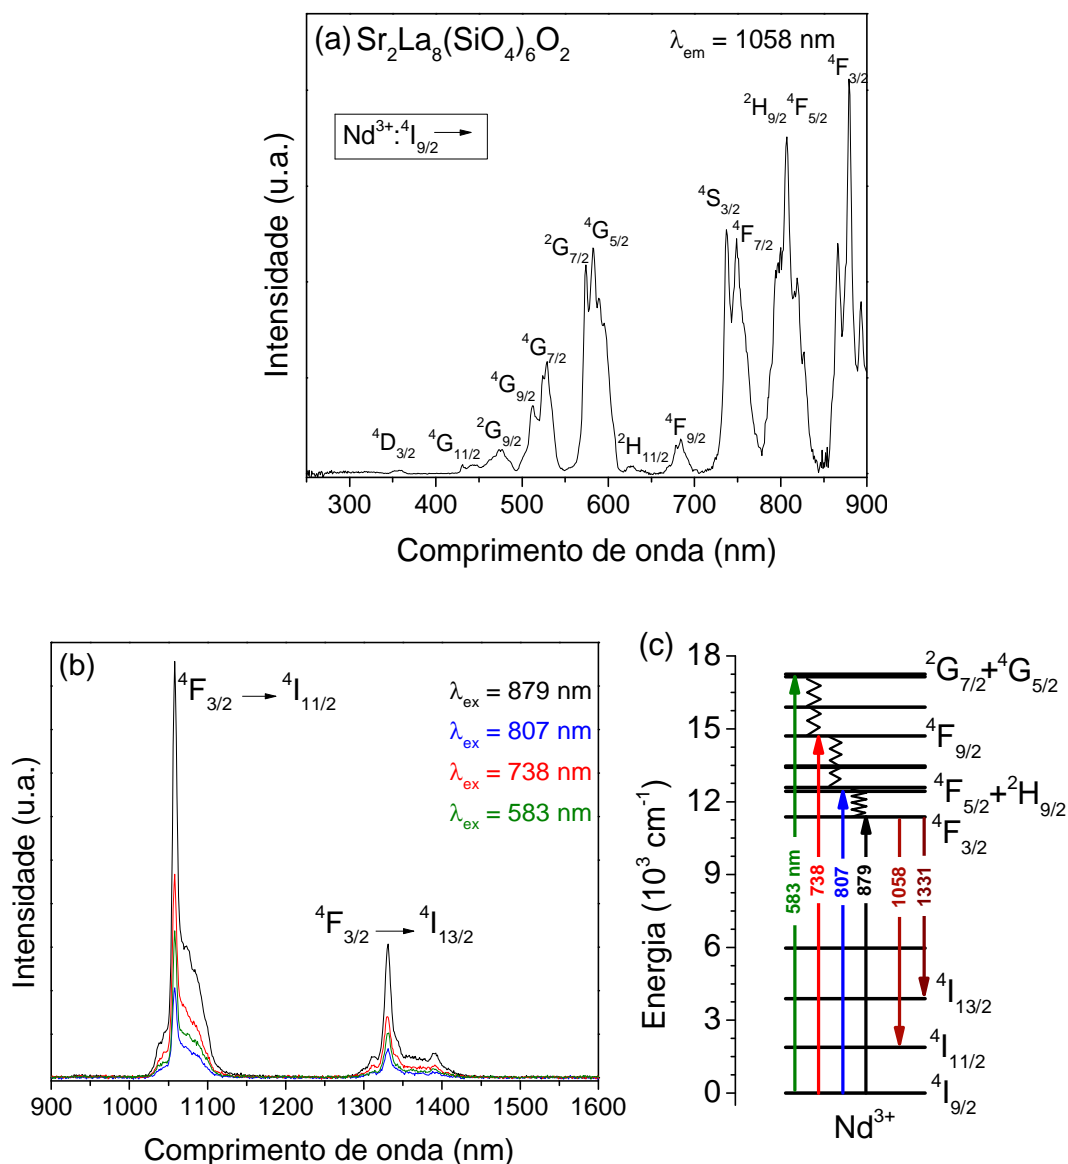 (a) Sr₂La₈(SiO₄)₆O₂
λem = 1058 nm
Nd³⁺:⁴I₉/₂ →
⁴D₃/₂
⁴G₁₁/₂
²G₉/₂
⁴G₉/₂
⁴G₇/₂
²G₇/₂
⁴G₅/₂
²H₁₁/₂
⁴F₉/₂
⁴S₃/₂
⁴F₇/₂
²H₉/₂ ⁴F₅/₂
⁴F₃/₂
Intensidade (u.a.)
300 400 500 600 700 800 900
Comprimento de onda (nm)
(b)
⁴F₃/₂ → ⁴I₁₁/₂
λex = 879 nm
λex = 807 nm
λex = 738 nm
λex = 583 nm
⁴F₃/₂ → ⁴I₁₃/₂
Intensidade (u.a.)
900 1000 1100 1200 1300 1400 1500 1600
Comprimento de onda (nm)
(c)
Energia (10³ cm⁻¹)
18
15
12
9
6
3
0
²G₇/₂+⁴G₅/₂
⁴F₉/₂
⁴F₅/₂+²H₉/₂
⁴F₃/₂
583 nm
738
807
879
1058
1331
⁴I₁₃/₂
⁴I₁₁/₂
⁴I₉/₂
Nd³⁺